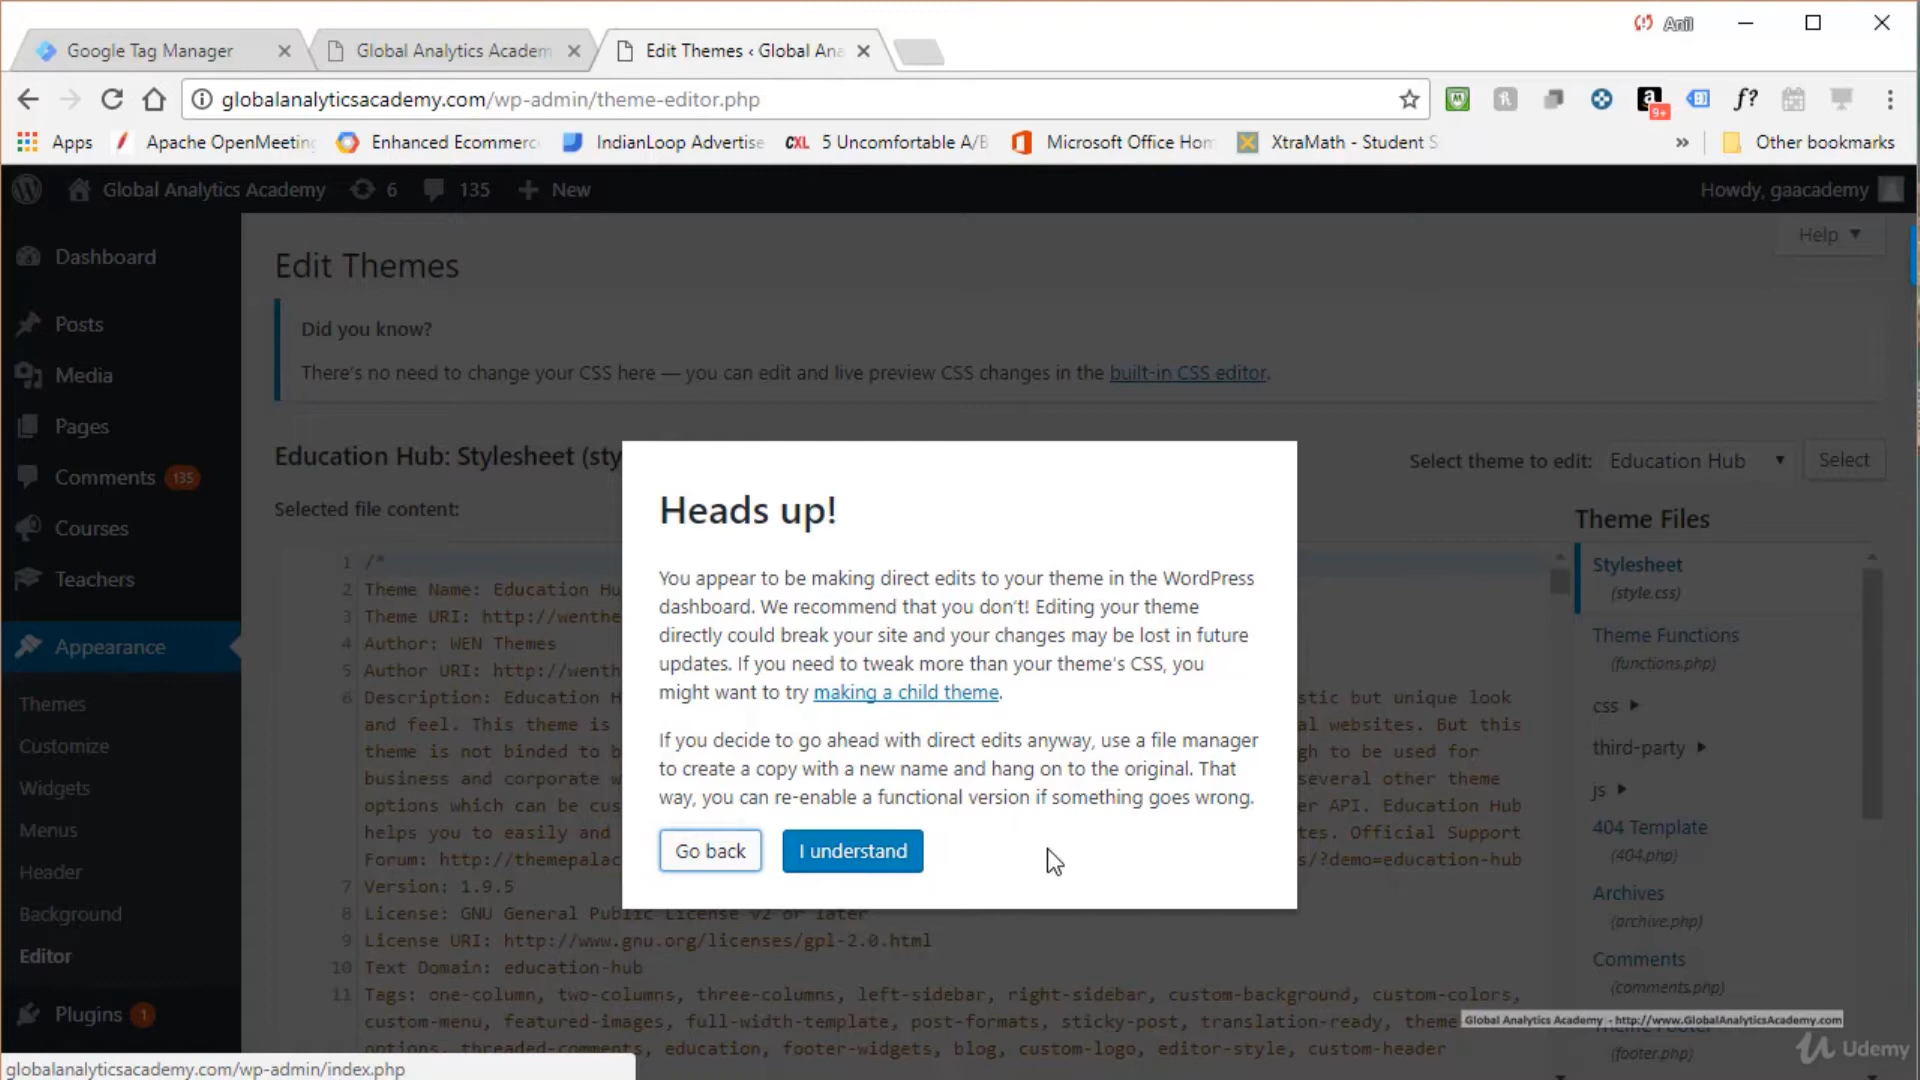 Anil
Google Tag Manager
Global Analytics Academ
Edit Themes ‹ Global Ana
globalanalyticsacademy.com/wp-admin/theme-editor.php
9+
f?
Apps
Apache OpenMeeting
Enhanced Ecommerc
IndianLoop Advertise
CXL 5 Uncomfortable A/B
Microsoft Office Hom
XtraMath - Student S
»
Other bookmarks
Global Analytics Academy
6
135
+ New
Howdy, gaacademy
Help
Dashboard
Posts
Media
Pages
Comments 135
Courses
Teachers
Appearance
Themes
Customize
Widgets
Menus
Header
Background
Editor
Plugins 1
Edit Themes
Did you know?
There's no need to change your CSS here — you can edit and live preview CSS changes in the built-in CSS editor.
Education Hub: Stylesheet (sty
Select theme to edit: Education Hub
Select
Selected file content:
1 /*
2 Theme Name: Education Hu
3 Theme URI: http://wenthe
4 Author: WEN Themes
5 Author URI: http://wenth
6 Description: Education H
stic but unique look
and feel. This theme is
al websites. But this
theme is not binded to b
gh to be used for
business and corporate w
several other theme
options which can be cus
er API. Education Hub
helps you to easily and
tes. Official Support
Forum: http://themepalac
s/?demo=education-hub
7 Version: 1.9.5
8 License: GNU General Public License v2 or later
9 License URI: http://www.gnu.org/licenses/gpl-2.0.html
10 Text Domain: education-hub
11 Tags: one-column, two-columns, three-columns, left-sidebar, right-sidebar, custom-background, custom-colors,
custom-menu, featured-images, full-width-template, post-formats, sticky-post, translation-ready, theme
options, threaded-comments, education, footer-widgets, blog, custom-logo, editor-style, custom-header
Heads up!
You appear to be making direct edits to your theme in the WordPress
dashboard. We recommend that you don't! Editing your theme
directly could break your site and your changes may be lost in future
updates. If you need to tweak more than your theme's CSS, you
might want to try making a child theme.
If you decide to go ahead with direct edits anyway, use a file manager
to create a copy with a new name and hang on to the original. That
way, you can re-enable a functional version if something goes wrong.
Go back
I understand
Theme Files
Stylesheet
(style.css)
Theme Functions
(functions.php)
css
third-party
js
404 Template
(404.php)
Archives
(archive.php)
Comments
(comments.php)
Global Analytics Academy - http://www.GlobalAnalyticsAcademy.com
(footer.php)
Udemy
globalanalyticsacademy.com/wp-admin/index.php